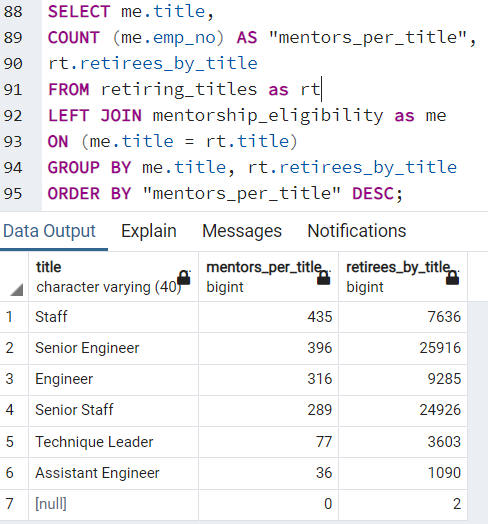 88 SELECT me.title,
89 COUNT (me.emp_no) AS "mentors_per_title",
90 rt.retirees_by_title
91 FROM retiring_titles as rt
92 LEFT JOIN mentorship_eligibility as me
93 ON (me.title = rt.title)
94 GROUP BY me.title, rt.retirees_by_title
95 ORDER BY "mentors_per_title" DESC;
Data Output Explain Messages Notifications
title mentors_per_title retirees_by_title
character varying (40) bigint bigint
1 Staff 435 7636
2 Senior Engineer 396 25916
3 Engineer 316 9285
4 Senior Staff 289 24926
5 Technique Leader 77 3603
6 Assistant Engineer 36 1090
7 [null] 0 2